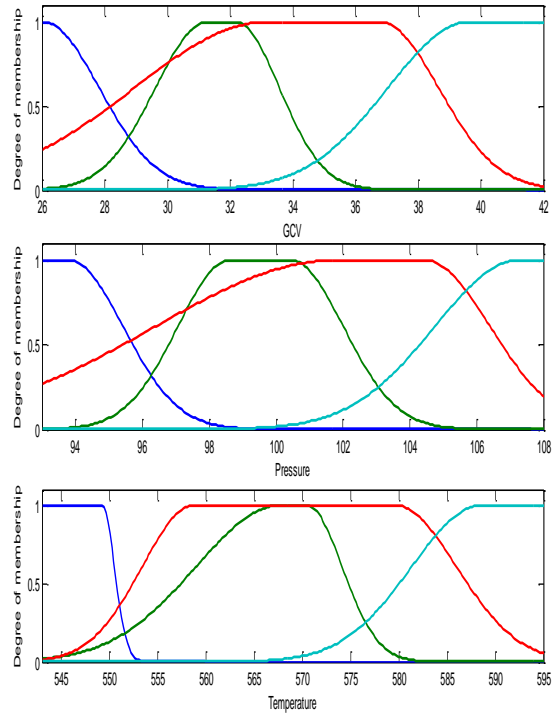 Degree of membership
1
0.5
0
26 28 30 32 34 36 38 40 42
GCV
Degree of membership
1
0.5
0
94 96 98 100 102 104 106 108
Pressure
Degree of membership
1
0.5
0
545 550 555 560 565 570 575 580 585 590 595
Temperature